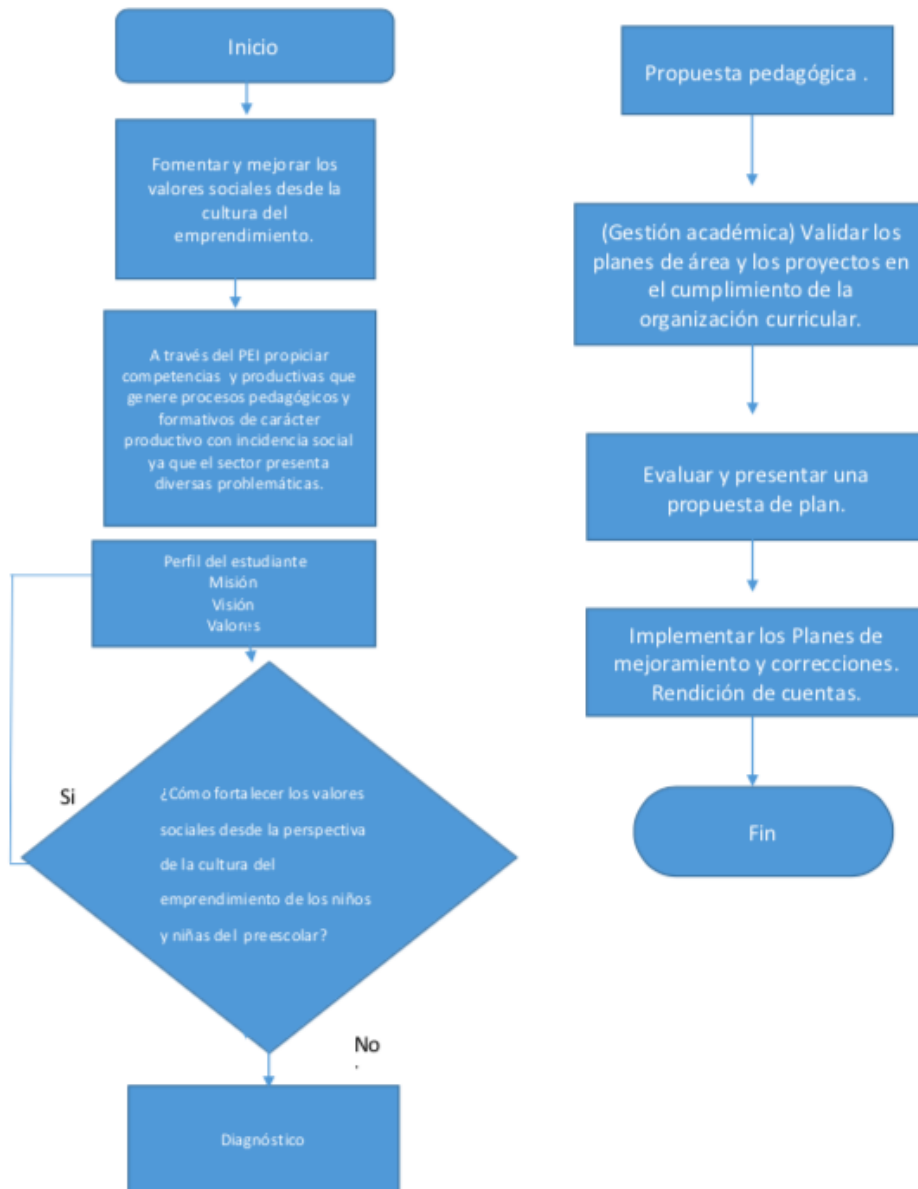 Inicio
Fomentar y mejorar los
valores sociales desde la
cultura del
emprendimiento.
A través del PEI propiciar
competencias y productivas que
genere procesos pedagógicos y
formativos de carácter
productivo con incidencia social
ya que el sector presenta
diversas problemáticas.
Perfil del estudiante
Misión
Visión
Valores
Si
¿Cómo fortalecer los valores
sociales desde la perspectiva
de la cultura del
emprendimiento de los niños
y niñas del preescolar?
No
.
Diagnóstico
Propuesta pedagógica .
(Gestión académica) Validar los
planes de área y los proyectos en
el cumplimiento de la
organización curricular.
Evaluar y presentar una
propuesta de plan.
Implementar los Planes de
mejoramiento y correcciones.
Rendición de cuentas.
Fin